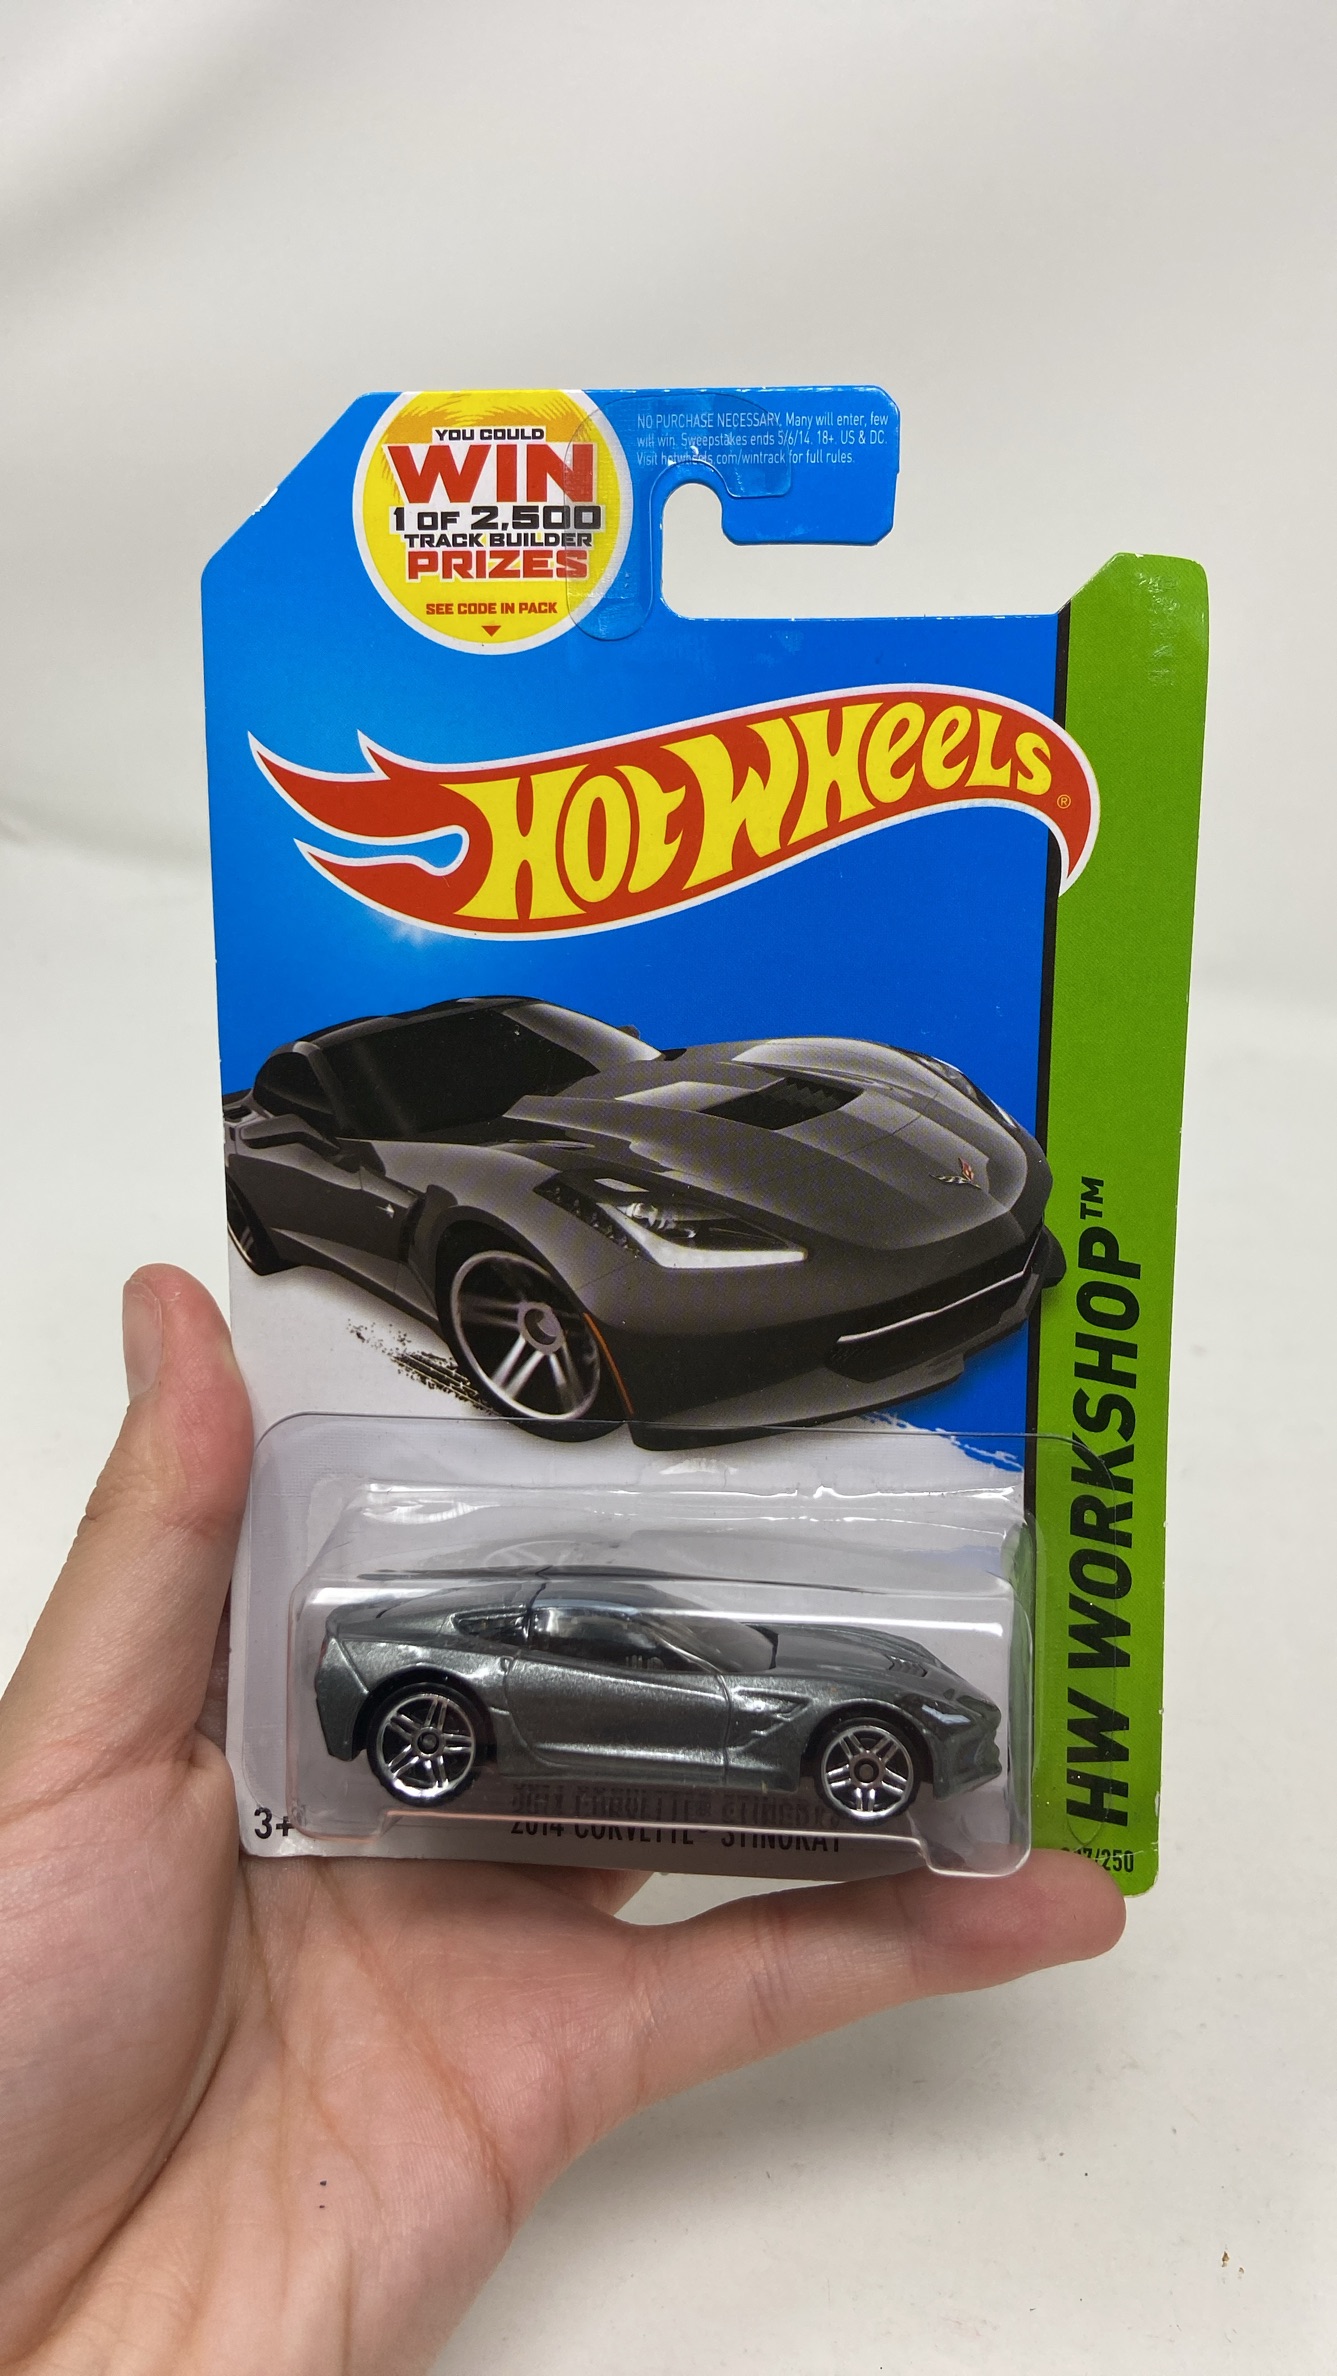 YOU COULD
WIN
1 OF 2,500
TRACK BUILDER
PRIZES
SEE CODE IN PACK
NO PURCHASE NECESSARY. Many will enter, few
will win. Sweepstakes ends 5/6/14. 18+. US & DC.
Visit hotwheels.com/wintrack for full rules.
HOT WHEELS®
HW WORKSHOP™
3+
2014 CORVETTE® STINGRAY
/250